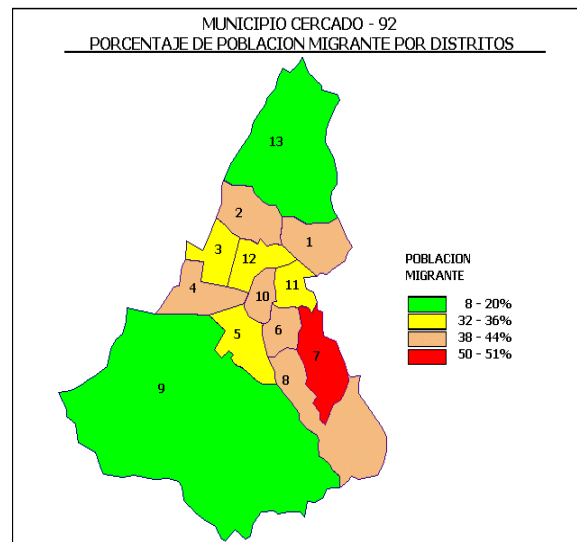 MUNICIPIO CERCADO - 92
PORCENTAJE DE POBLACION MIGRANTE POR DISTRITOS
13
2
1
3
12
4
11
10
6
5
7
8
9
POBLACION
MIGRANTE
8 - 20%
32 - 36%
38 - 44%
50 - 51%